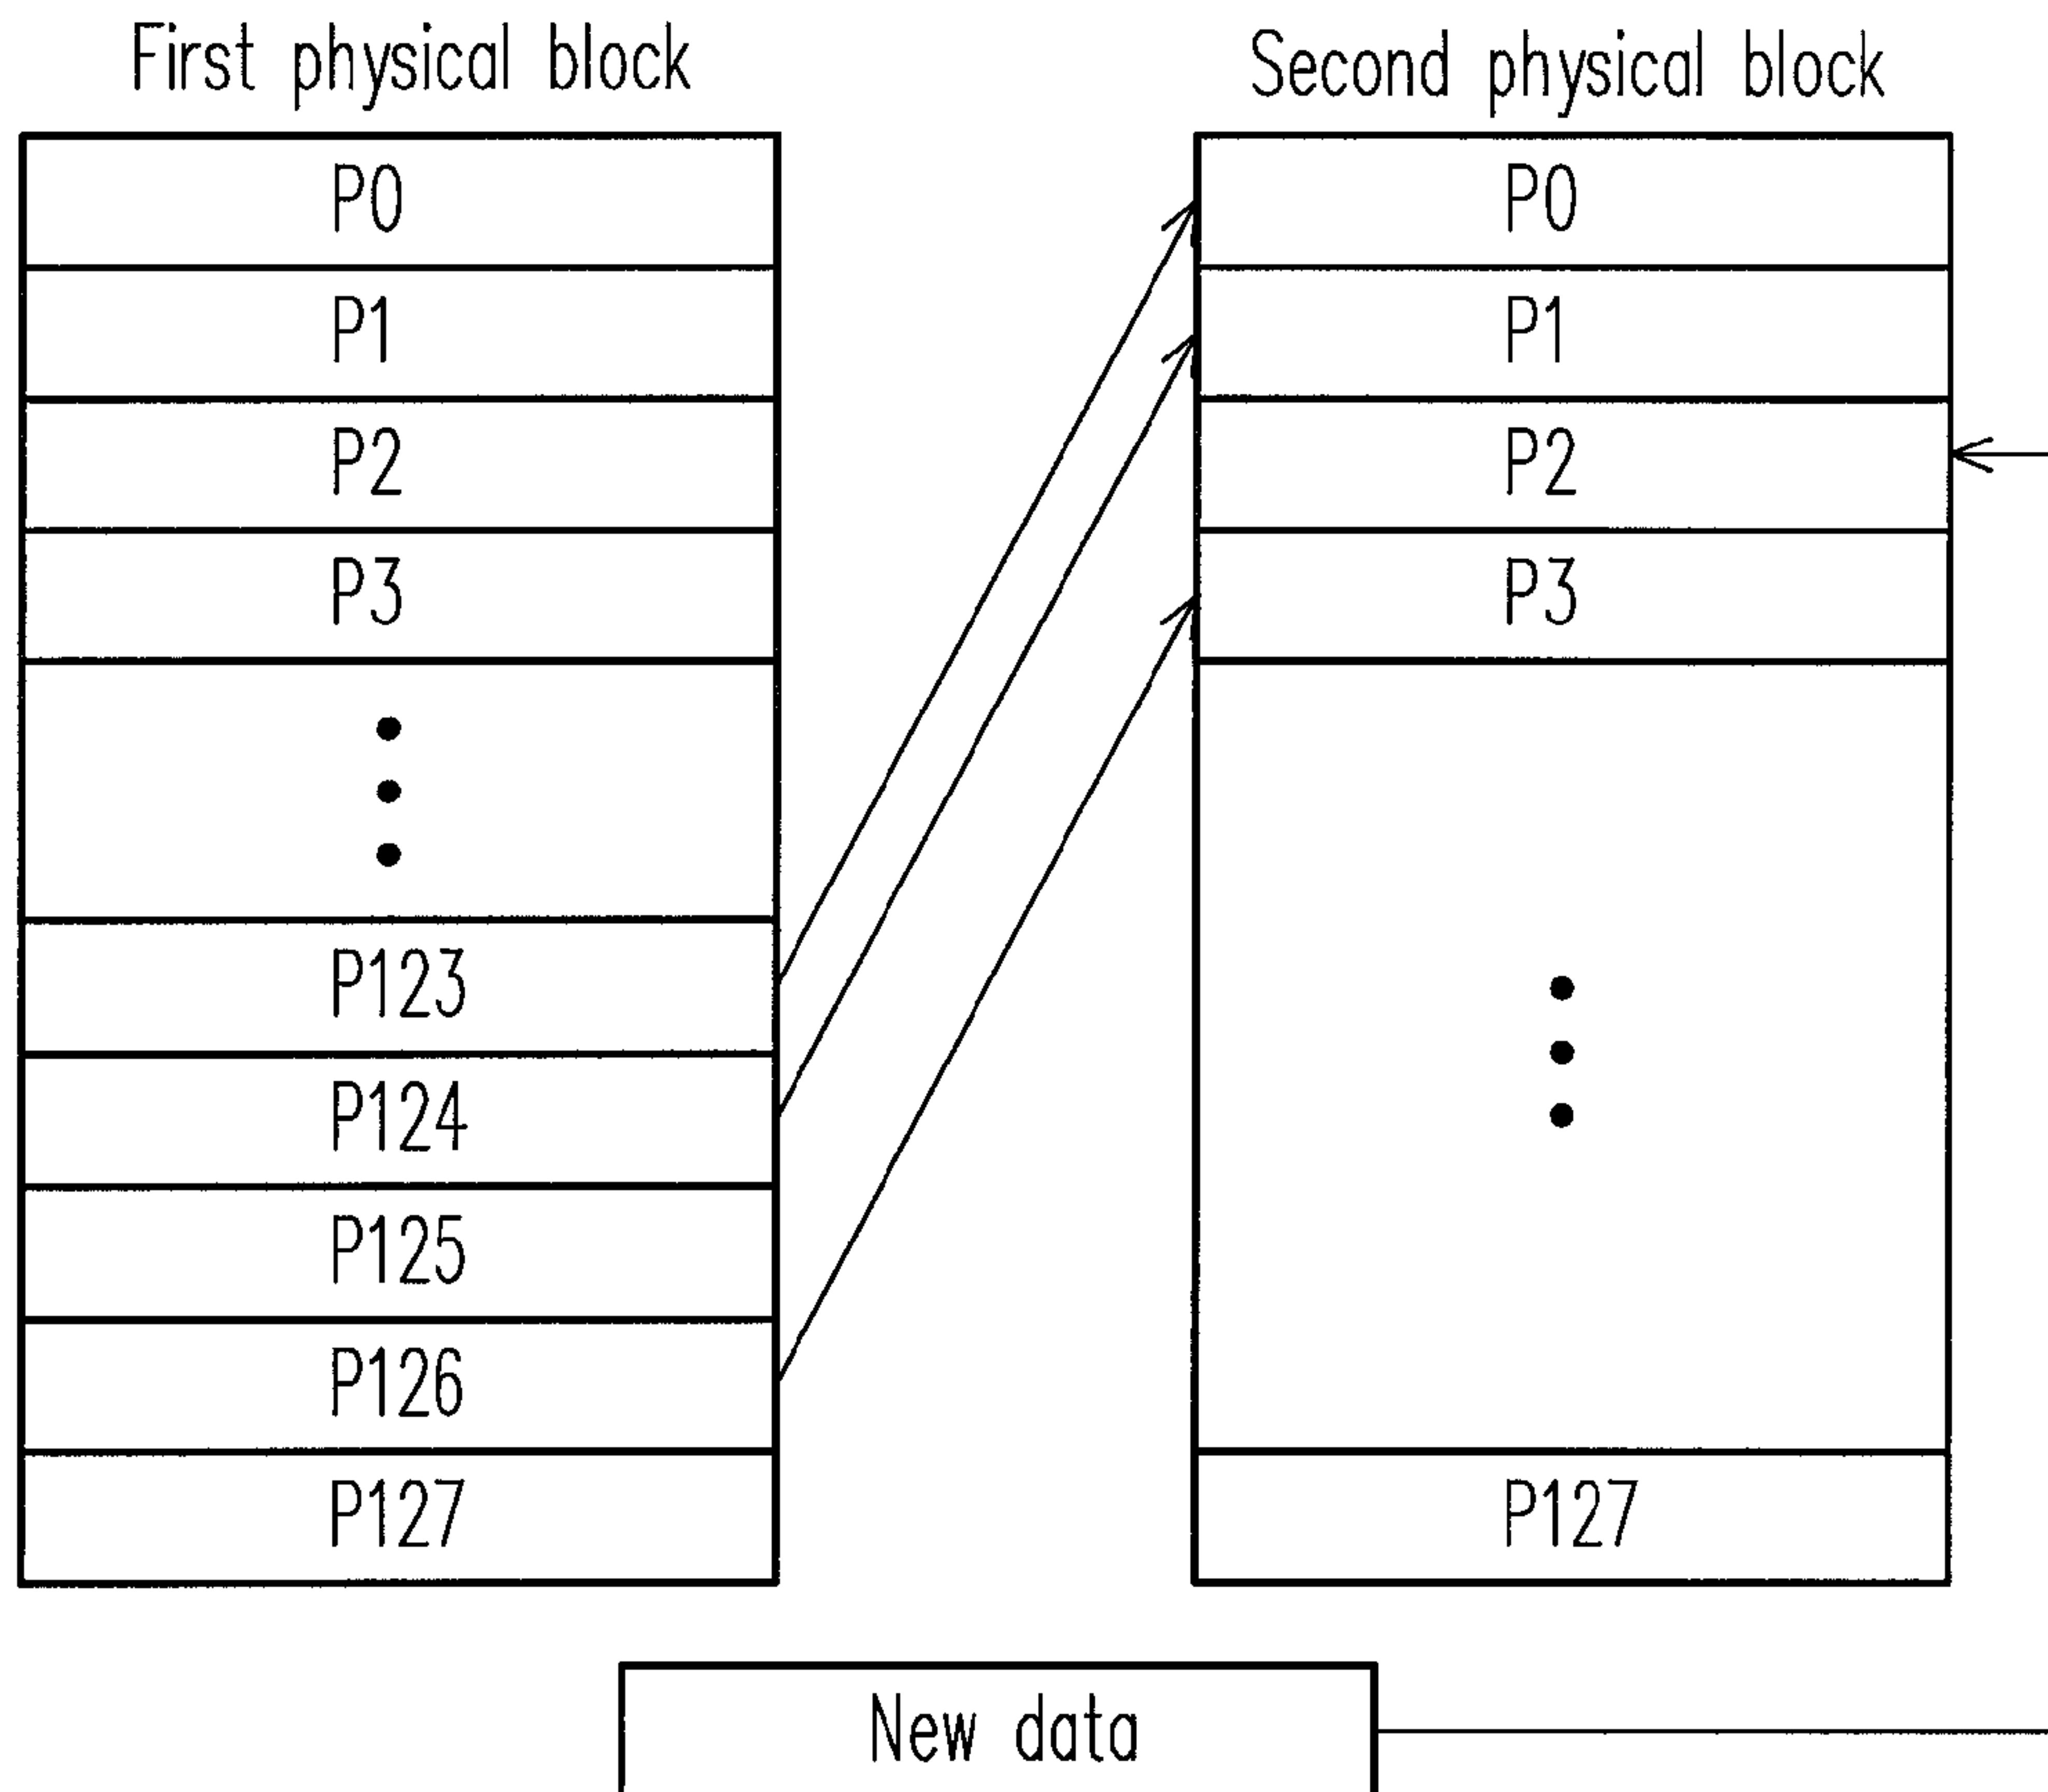 First physical block
P0
P1
P2
P3
P123
P124
P125
P126
P127
Second physical block
P0
P1
P2
P3
P127
New data